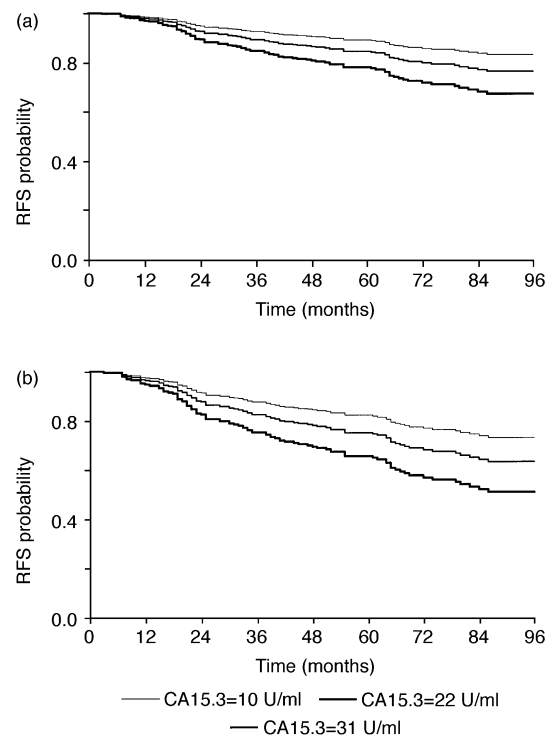 (a)
0.8
0.4
0.0
RFS probability
0 12 24 36 48 60 72 84 96
Time (months)
(b)
0.8
0.4
0.0
RFS probability
0 12 24 36 48 60 72 84 96
Time (months)
CA15.3=10 U/ml CA15.3=22 U/ml
CA15.3=31 U/ml